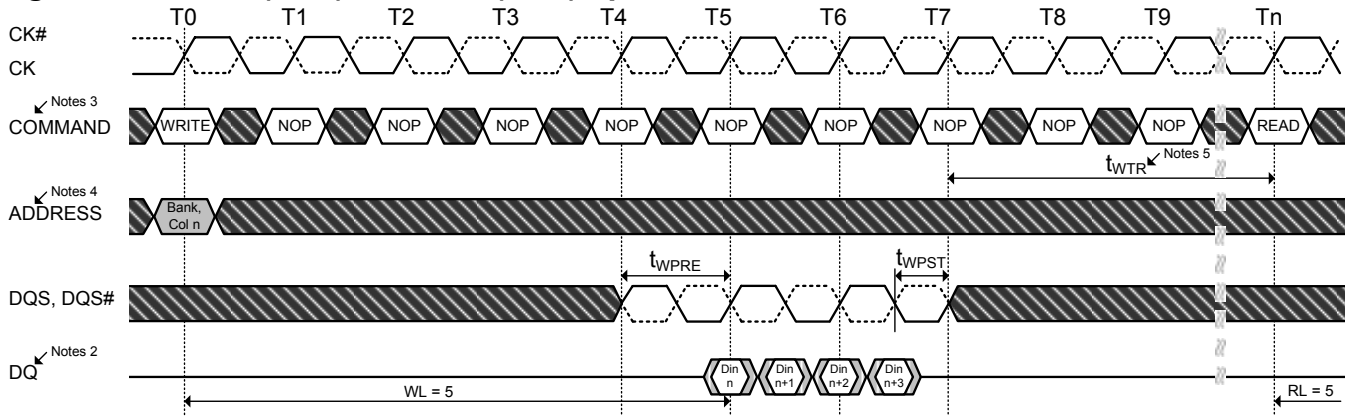 T0 T1 T2 T3 T4 T5 T6 T7 T8 T9 Tn
CK#
CK
Notes 3
COMMAND WRITE NOP NOP NOP NOP NOP NOP NOP NOP NOP READ
tWTR Notes 5
Notes 4
ADDRESS Bank,
Col n
tWPRE tWPST
DQS, DQS#
Notes 2
DQ Din Din Din Din
n n+1 n+2 n+3
WL = 5 RL = 5